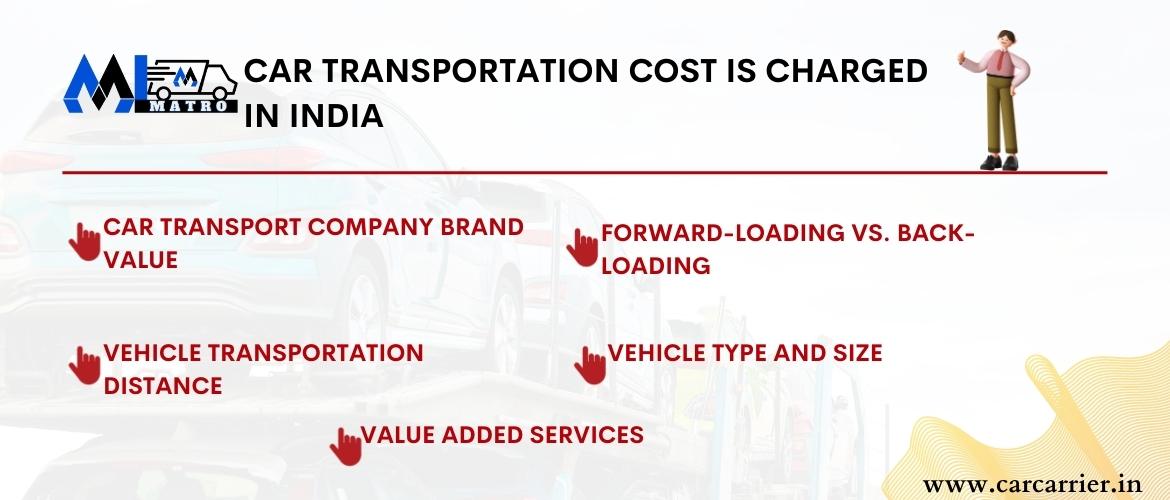 MATRO
CAR TRANSPORTATION COST IS CHARGED
IN INDIA
CAR TRANSPORT COMPANY BRAND
VALUE
FORWARD-LOADING VS. BACK-
LOADING
VEHICLE TRANSPORTATION
DISTANCE
VEHICLE TYPE AND SIZE
VALUE ADDED SERVICES
www.carcarrier.in